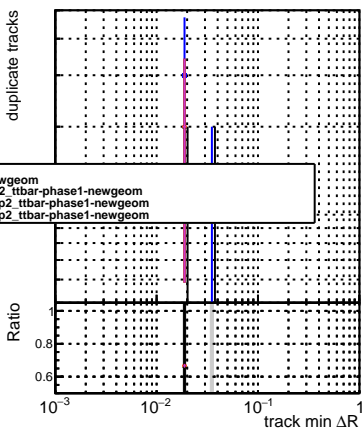 duplicate tracks
wgeom
2_ttbar-phase1-newgeom
p2_ttbar-phase1-newgeom
p2_ttbar-phase1-newgeom
Ratio
1
0.8
0.6
10−3
10−2
10−1
1
track min ΔR